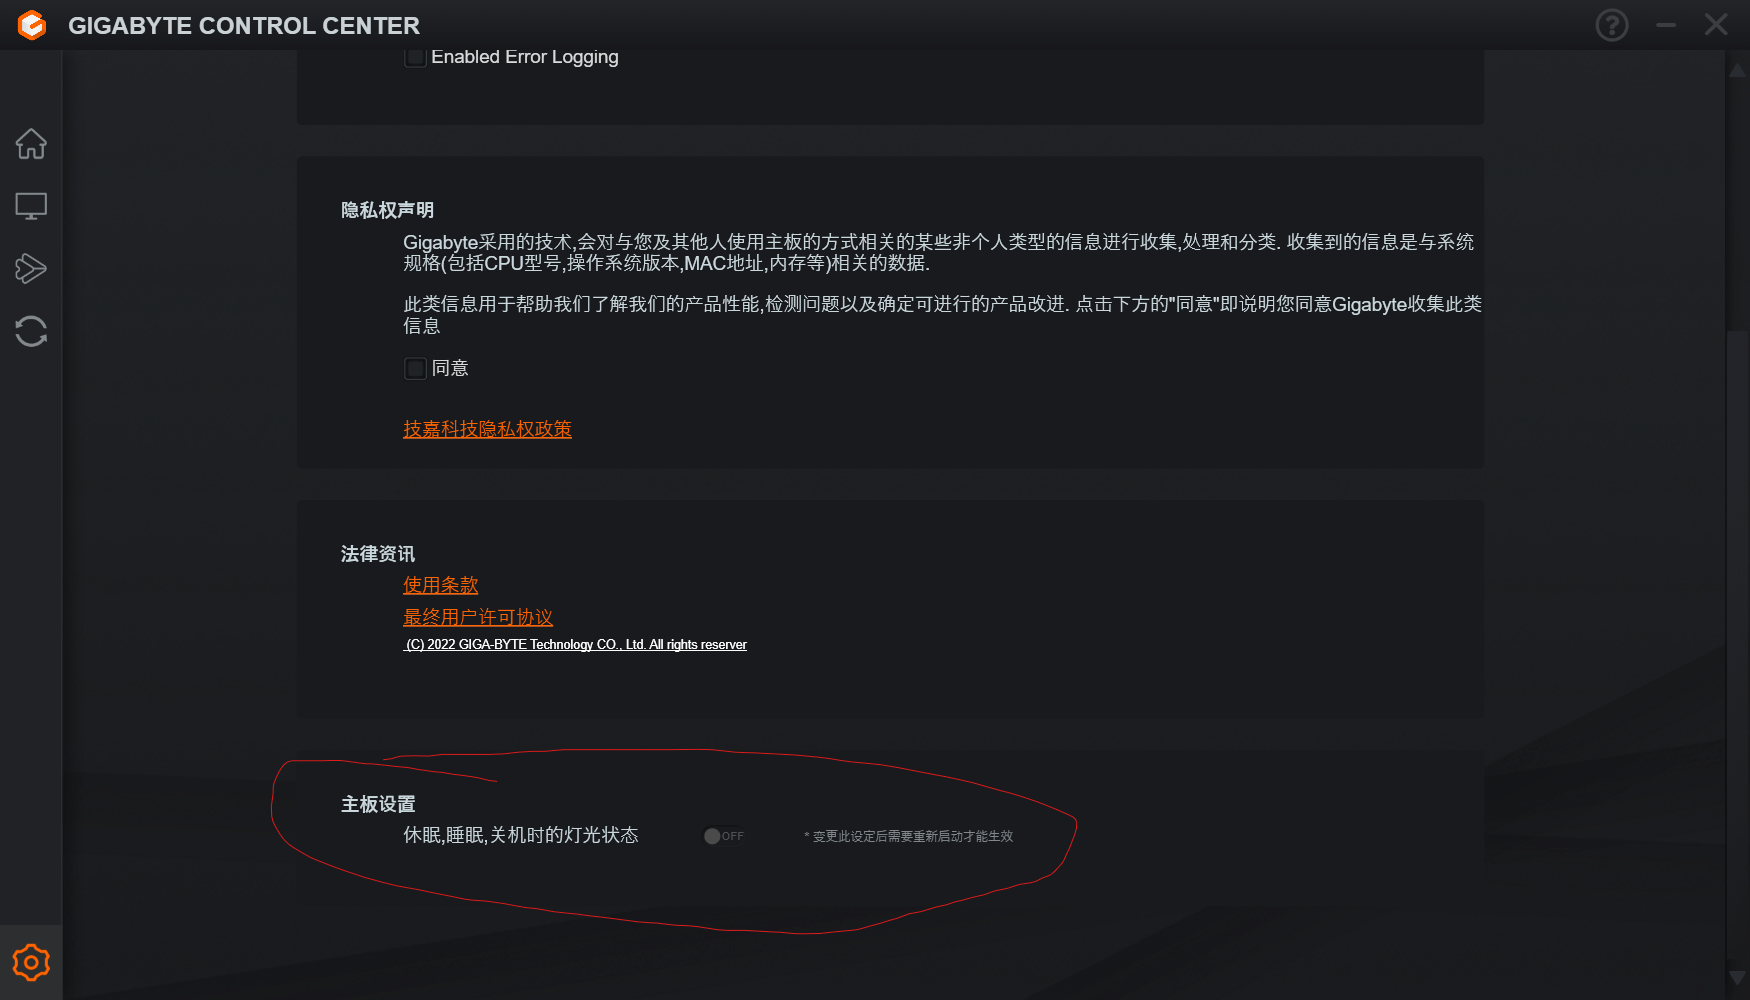 GIGABYTE CONTROL CENTER
Enabled Error Logging
隐私权声明
Gigabyte采用的技术,会对与您及其他人使用主板的方式相关的某些非个人类型的信息进行收集,处理和分类. 收集到的信息是与系统
规格(包括CPU型号,操作系统版本,MAC地址,内存等)相关的数据.
此类信息用于帮助我们了解我们的产品性能,检测问题以及确定可进行的产品改进. 点击下方的"同意"即说明您同意Gigabyte收集此类
信息
同意
技嘉科技隐私权政策
法律资讯
使用条款
最终用户许可协议
(C) 2022 GIGA-BYTE Technology CO., Ltd. All rights reserver
主板设置
休眠,睡眠,关机时的灯光状态 OFF * 变更此设定后需要重新启动才能生效